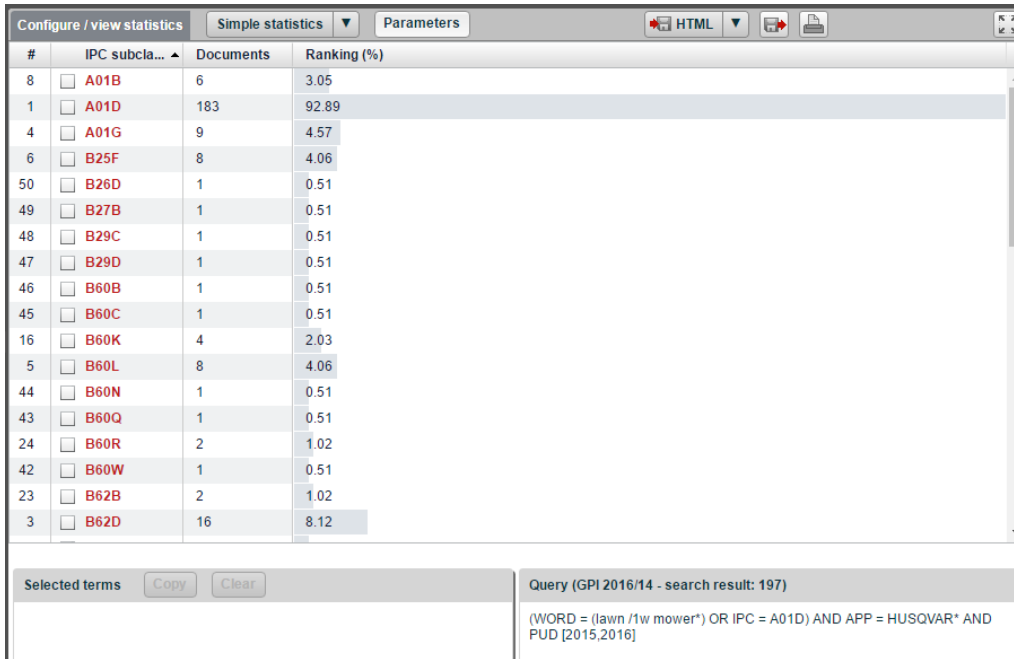 Configure / view statistics Simple statistics ▼ Parameters HTML ▼
# IPC subcla... ▲ Documents Ranking (%)
8 A01B 6 3.05
1 A01D 183 92.89
4 A01G 9 4.57
6 B25F 8 4.06
50 B26D 1 0.51
49 B27B 1 0.51
48 B29C 1 0.51
47 B29D 1 0.51
46 B60B 1 0.51
45 B60C 1 0.51
16 B60K 4 2.03
5 B60L 8 4.06
44 B60N 1 0.51
43 B60Q 1 0.51
24 B60R 2 1.02
42 B60W 1 0.51
23 B62B 2 1.02
3 B62D 16 8.12
Selected terms Copy Clear
Query (GPI 2016/14 - search result: 197)
(WORD = (lawn /1w mower*) OR IPC = A01D) AND APP = HUSQVAR* AND
PUD [2015,2016]